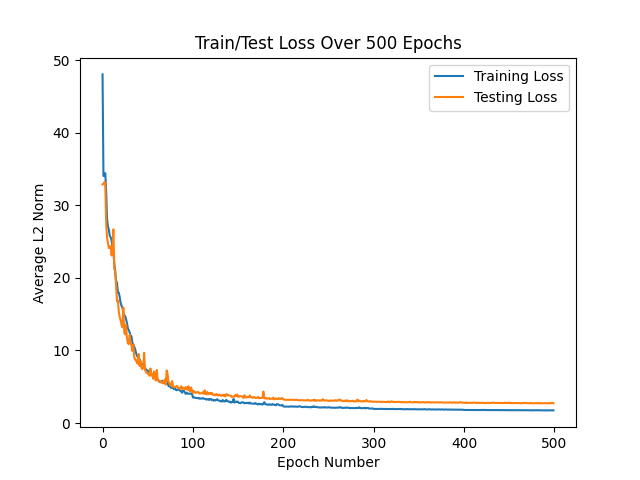 Train/Test Loss Over 500 Epochs
Training Loss
Testing Loss
Average L2 Norm
50
40
30
20
10
0
0 100 200 300 400 500
Epoch Number